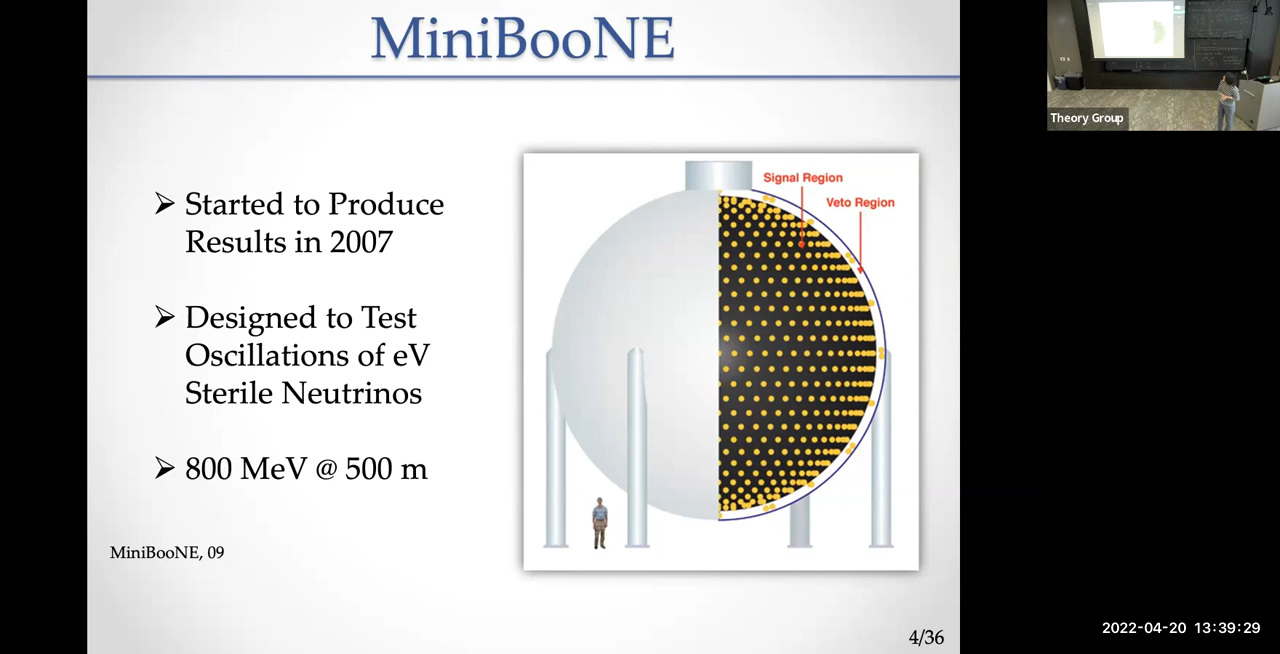 MiniBooNE
➢ Started to Produce
Results in 2007
➢ Designed to Test
Oscillations of eV
Sterile Neutrinos
➢ 800 MeV @ 500 m
MiniBooNE, 09
Signal Region
Veto Region
4/36
Theory Group
2022-04-20 13:39:29